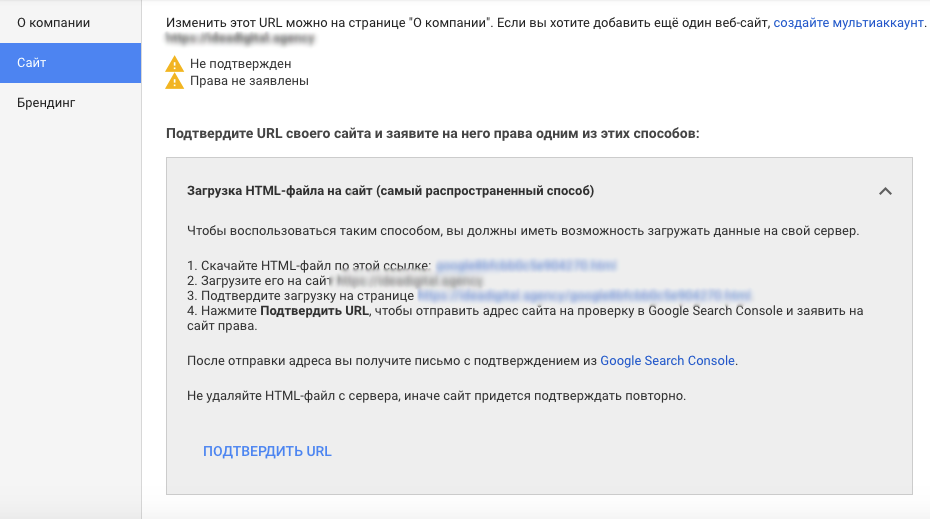 О компании
Сайт
Брендинг
Изменить этот URL можно на странице "О компании". Если вы хотите добавить ещё один веб-сайт, создайте мультиаккаунт.
Не подтвержден
Права не заявлены
Подтвердите URL своего сайта и заявите на него права одним из этих способов:
Загрузка HTML-файла на сайт (самый распространенный способ)
Чтобы воспользоваться таким способом, вы должны иметь возможность загружать данные на свой сервер.
1. Скачайте HTML-файл по этой ссылке:
2. Загрузите его на сайт
3. Подтвердите загрузку на странице
4. Нажмите Подтвердить URL, чтобы отправить адрес сайта на проверку в Google Search Console и заявить на
сайт права.
После отправки адреса вы получите письмо с подтверждением из Google Search Console.
Не удаляйте HTML-файл с сервера, иначе сайт придется подтверждать повторно.
ПОДТВЕРДИТЬ URL